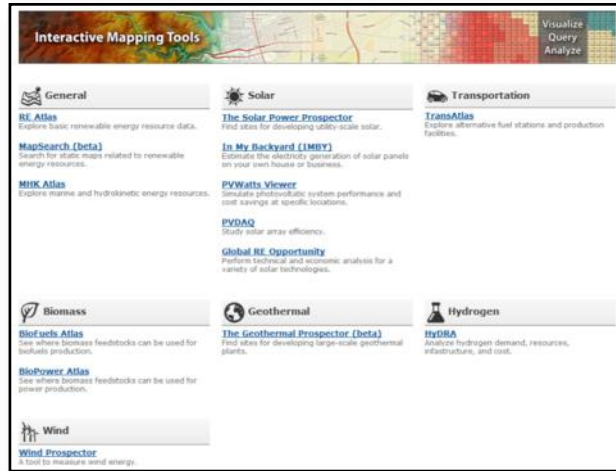 Interactive Mapping Tools
Visualize
Query
Analyze
General
RE Atlas
Explore basic renewable energy resource data.
MapSearch (beta)
Search for static maps related to renewable
energy resources.
MHK Atlas
Explore marine and hydrokinetic energy resources.
Solar
The Solar Power Prospector
Find sites for developing utility-scale solar.
In My Backyard (IMBY)
Estimate the electricity generation of solar panels
on your own house or business.
PVWatts Viewer
Simulate photovoltaic system performance and
cost savings at specific locations.
PVDAQ
Study solar array efficiency.
Global RE Opportunity
Perform technical and economic analysis for a
variety of solar technologies.
Transportation
TransAtlas
Explore alternative fuel stations and production
facilities.
Biomass
BioFuels Atlas
See where biomass feedstocks can be used for
biofuels production.
BioPower Atlas
See where biomass feedstocks can be used for
power production.
Geothermal
The Geothermal Prospector (beta)
Find sites for developing large-scale geothermal
plants.
Hydrogen
HyDRA
Analyze hydrogen demand, resources,
infastructure, and cost.
Wind
Wind Prospector
A tool to measure wind energy.